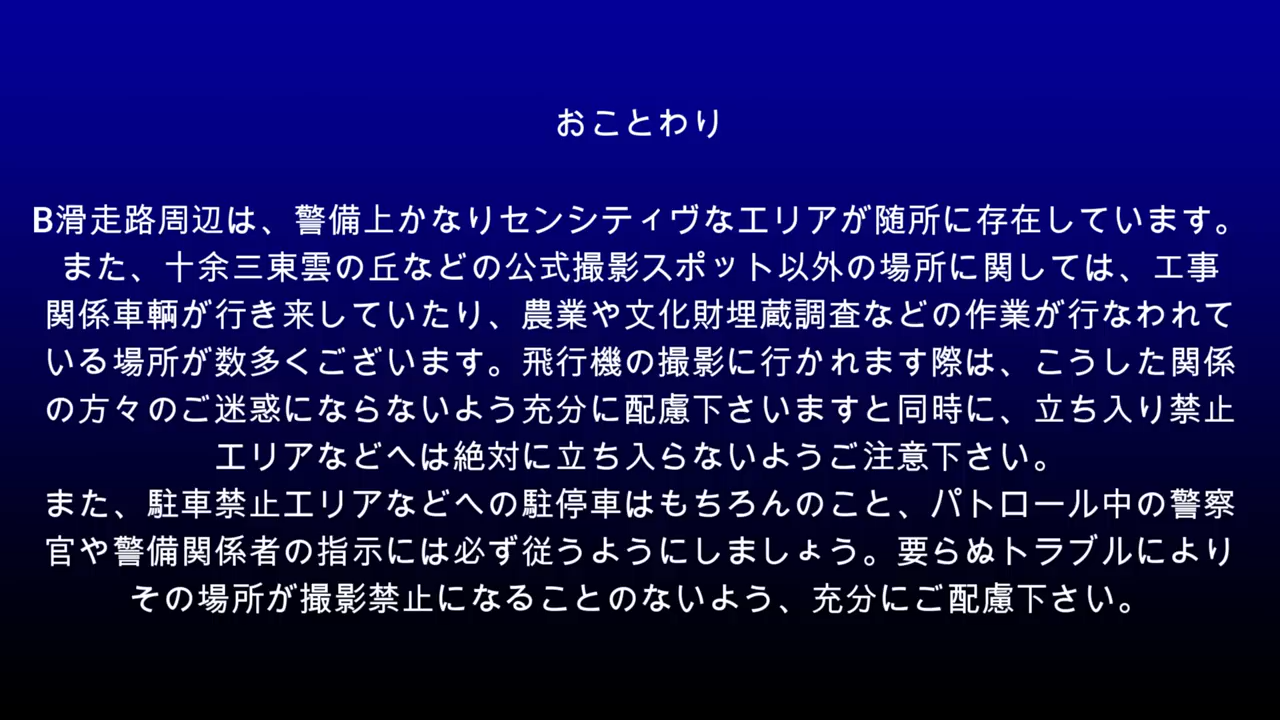 おことわり
B滑走路周辺は、警備上かなりセンシティヴなエリアが随所に存在しています。
また、十余三東雲の丘などの公式撮影スポット以外の場所に関しては、工事
関係車輌が行き来していたり、農業や文化財埋蔵調査などの作業が行なわれて
いる場所が数多くございます。飛行機の撮影に行かれます際は、こうした関係
の方々のご迷惑にならないよう充分に配慮下さいますと同時に、立ち入り禁止
エリアなどへは絶対に立ち入らないようご注意下さい。
また、駐車禁止エリアなどへの駐停車はもちろんのこと、パトロール中の警察
官や警備関係者の指示には必ず従うようにしましょう。要らぬトラブルにより
その場所が撮影禁止になることのないよう、充分にご配慮下さい。